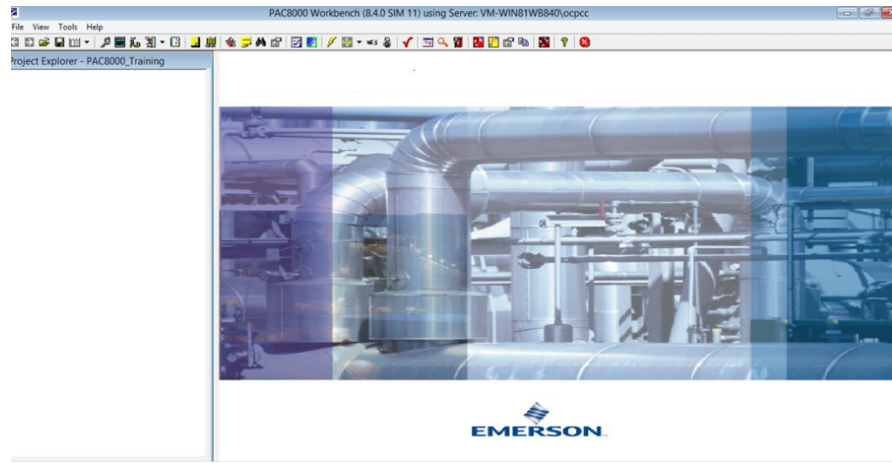 PAC8000 Workbench (8.4.0 SIM 11) using Server: VM-WIN81WB840\ocpcc
File View Tools Help
Project Explorer - PAC8000_Training
EMERSON